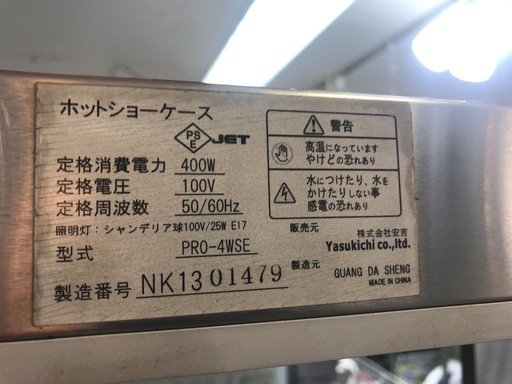 ホットショーケース
PS
E
JET
定格消費電力 400W
定格電圧 100V
定格周波数 50/60Hz
照明灯：シャンデリア球100V/25W E17
型式 PRO-4WSE
製造番号 NK1301479
警告
高温になっています
やけどの恐れあり
水につけたり、水を
かけたりしない事
感電の恐れあり
販売元 株式会社安吉
Yasukichi co.,ltd.
製造元 GUANG DA SHENG
MADE IN CHINA